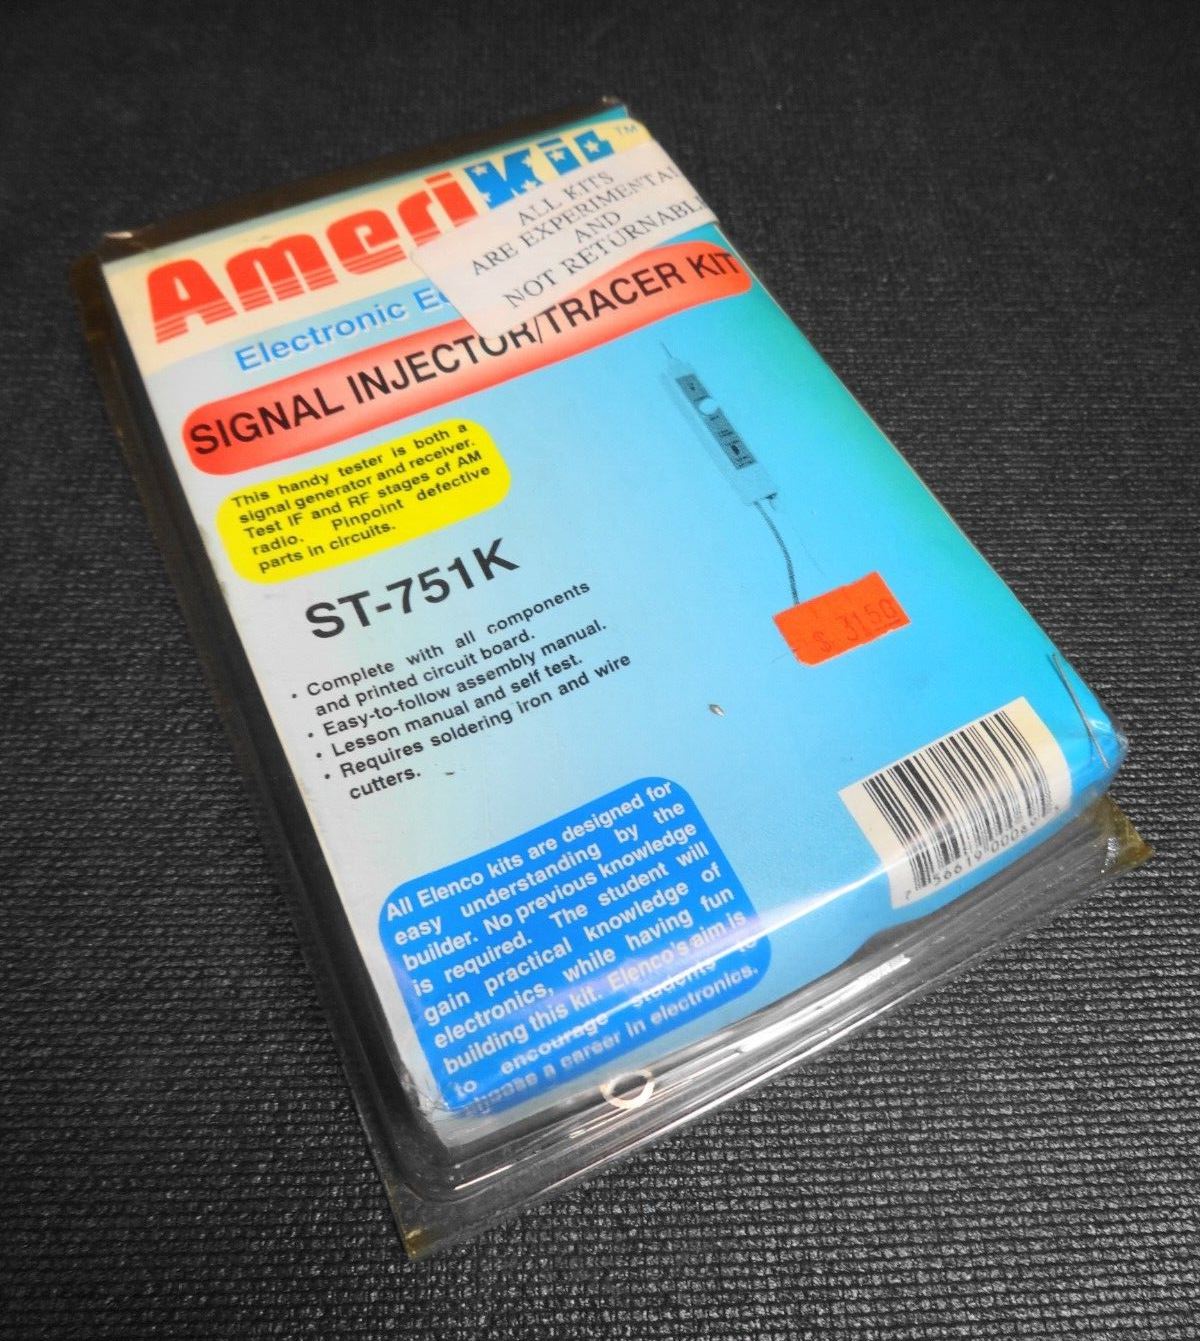 AmeriKit™
ALL KITS
ARE EXPERIMENTAL
AND
NOT RETURNABLE
Electronic
SIGNAL INJECTOR/TRACER KIT
This handy tester is both a
signal generator and receiver.
Test IF and RF stages of AM
radio. Pinpoint defective
parts in circuits.
ST-751K
• Complete with all components
and printed circuit board.
• Easy-to-follow assembly manual.
• Lesson manual and self test.
• Requires soldering iron and wire
cutters.
$ 31.50
All Elenco kits are designed for
easy understanding by the
builder. No previous knowledge
is required. The student will
gain practical knowledge of
electronics, while having fun
building this kit. Elenco's aim is
to encourage students to
choose a career in electronics.